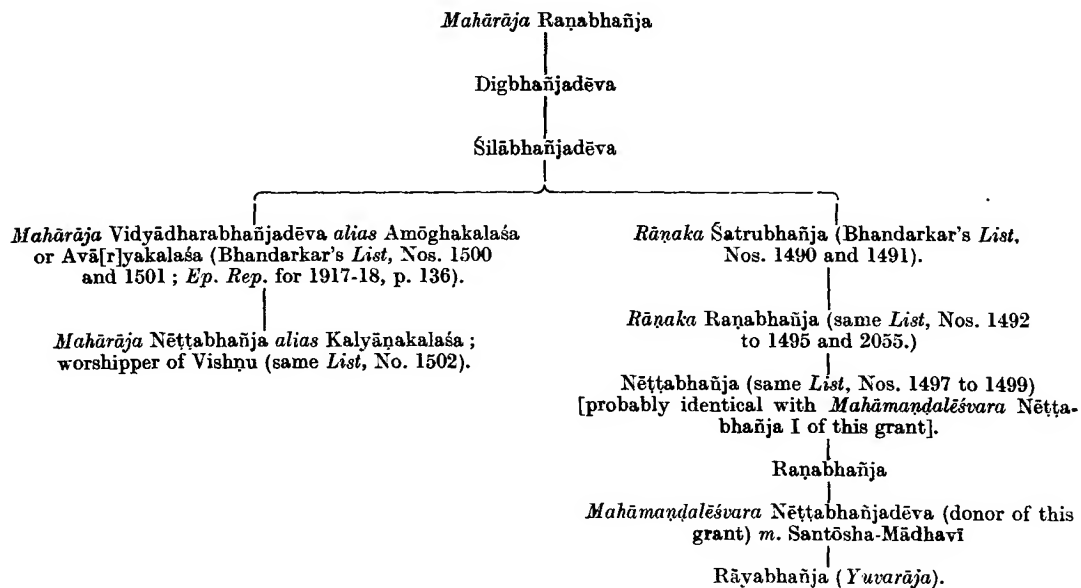 Mahārāja Raṇabhañja
Digbhañjadēva
Śilābhañjadēva
Mahārāja Vidyādharabhañjadēva alias Amōghakalaśa
or Avā[r]yakalaśa (Bhandarkar's List, Nos. 1500
and 1501 ; Ep. Rep. for 1917-18, p. 136).
Mahārāja Nēṭṭabhañja alias Kalyāṇakalaśa ;
worshipper of Vishṇu (same List, No. 1502).
Rāṇaka Śatrubhañja (Bhandarkar's List,
Nos. 1490 and 1491).
Rāṇaka Raṇabhañja (same List, Nos. 1492
to 1495 and 2055.)
Nēṭṭabhañja (same List, Nos. 1497 to 1499)
[probably identical with Mahāmaṇḍalēśvara Nēṭṭa-
bhañja I of this grant].
Raṇabhañja
Mahāmaṇḍalēśvara Nēṭṭabhañjadēva (donor of this
grant) m. Santōsha-Mādhavī
Rāyabhañja (Yuvarāja).